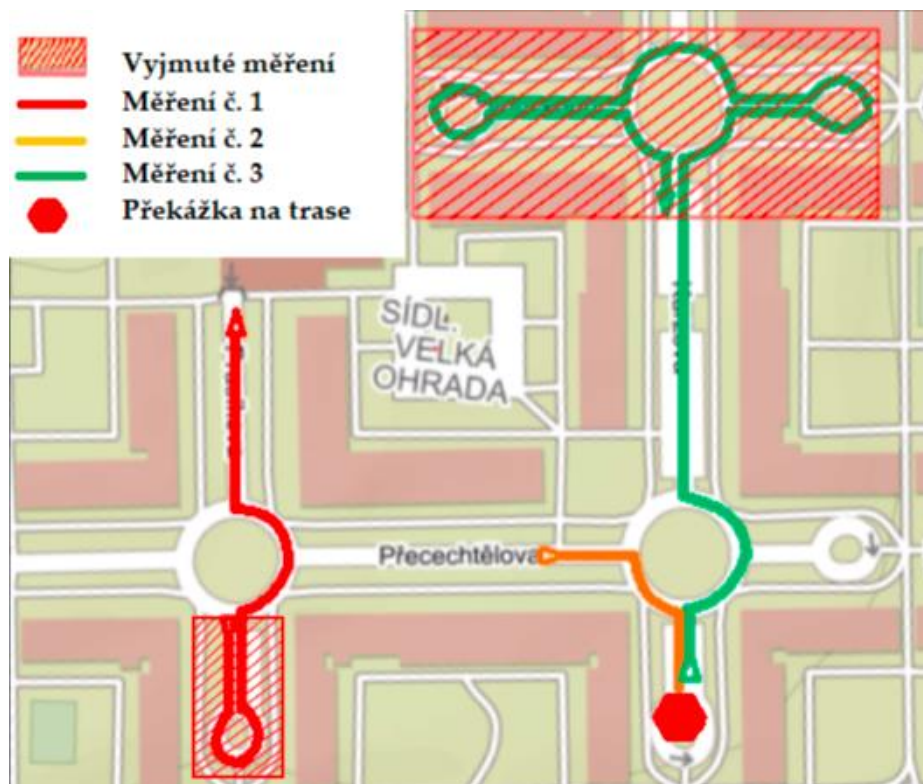 Vyjmuté měření
Měření č. 1
Měření č. 2
Měření č. 3
Překážka na trase
SÍDL.
VELKÁ
OHRADA
Přecechtělova